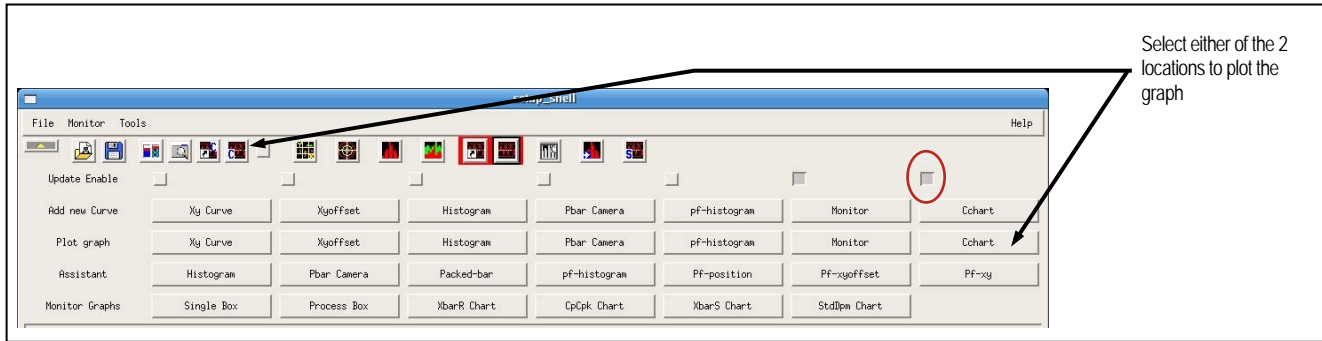 Select either of the 2
locations to plot the
graph
File Monitor Tools Help
Update Enable
Add new Curve Xy Curve Xyoffset Histogram Pbar Camera pf-histogram Monitor Cchart
Plot graph Xy Curve Xyoffset Histogram Pbar Camera pf-histogram Monitor Cchart
Assistant Histogram Pbar Camera Packed-bar pf-histogram Pf-position Pf-xyoffset Pf-xy
Monitor Graphs Single Box Process Box XbarR Chart CpCpk Chart XbarS Chart StdDpm Chart